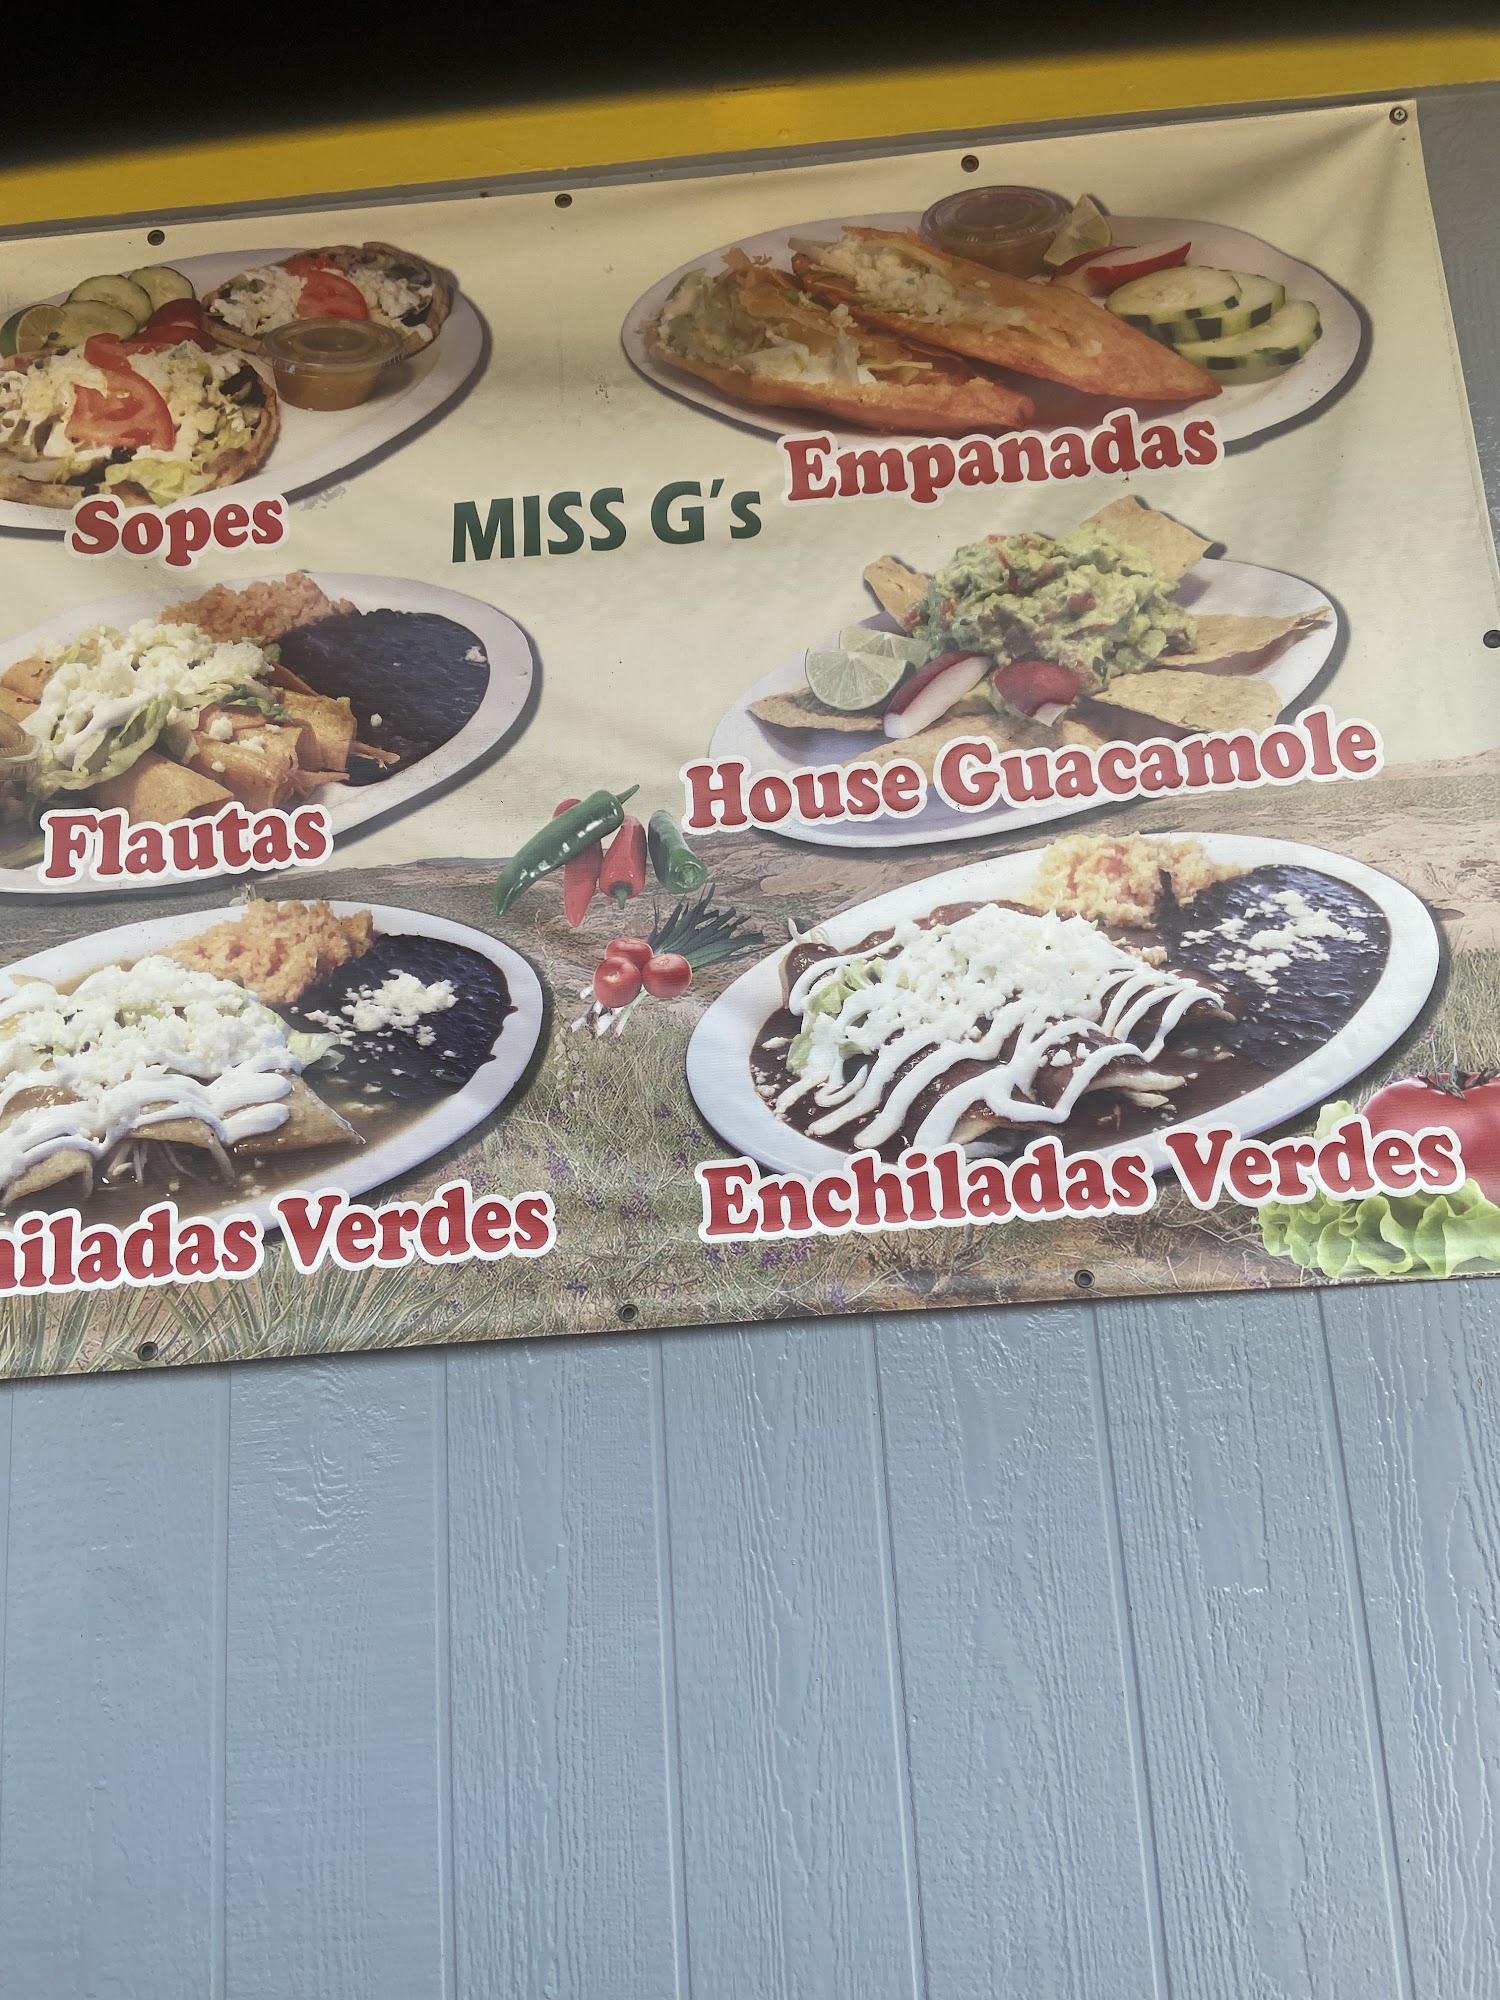 Empanadas
Sopes
MISS G's
House Guacamole
Flautas
Enchiladas Verdes
hiladas Verdes